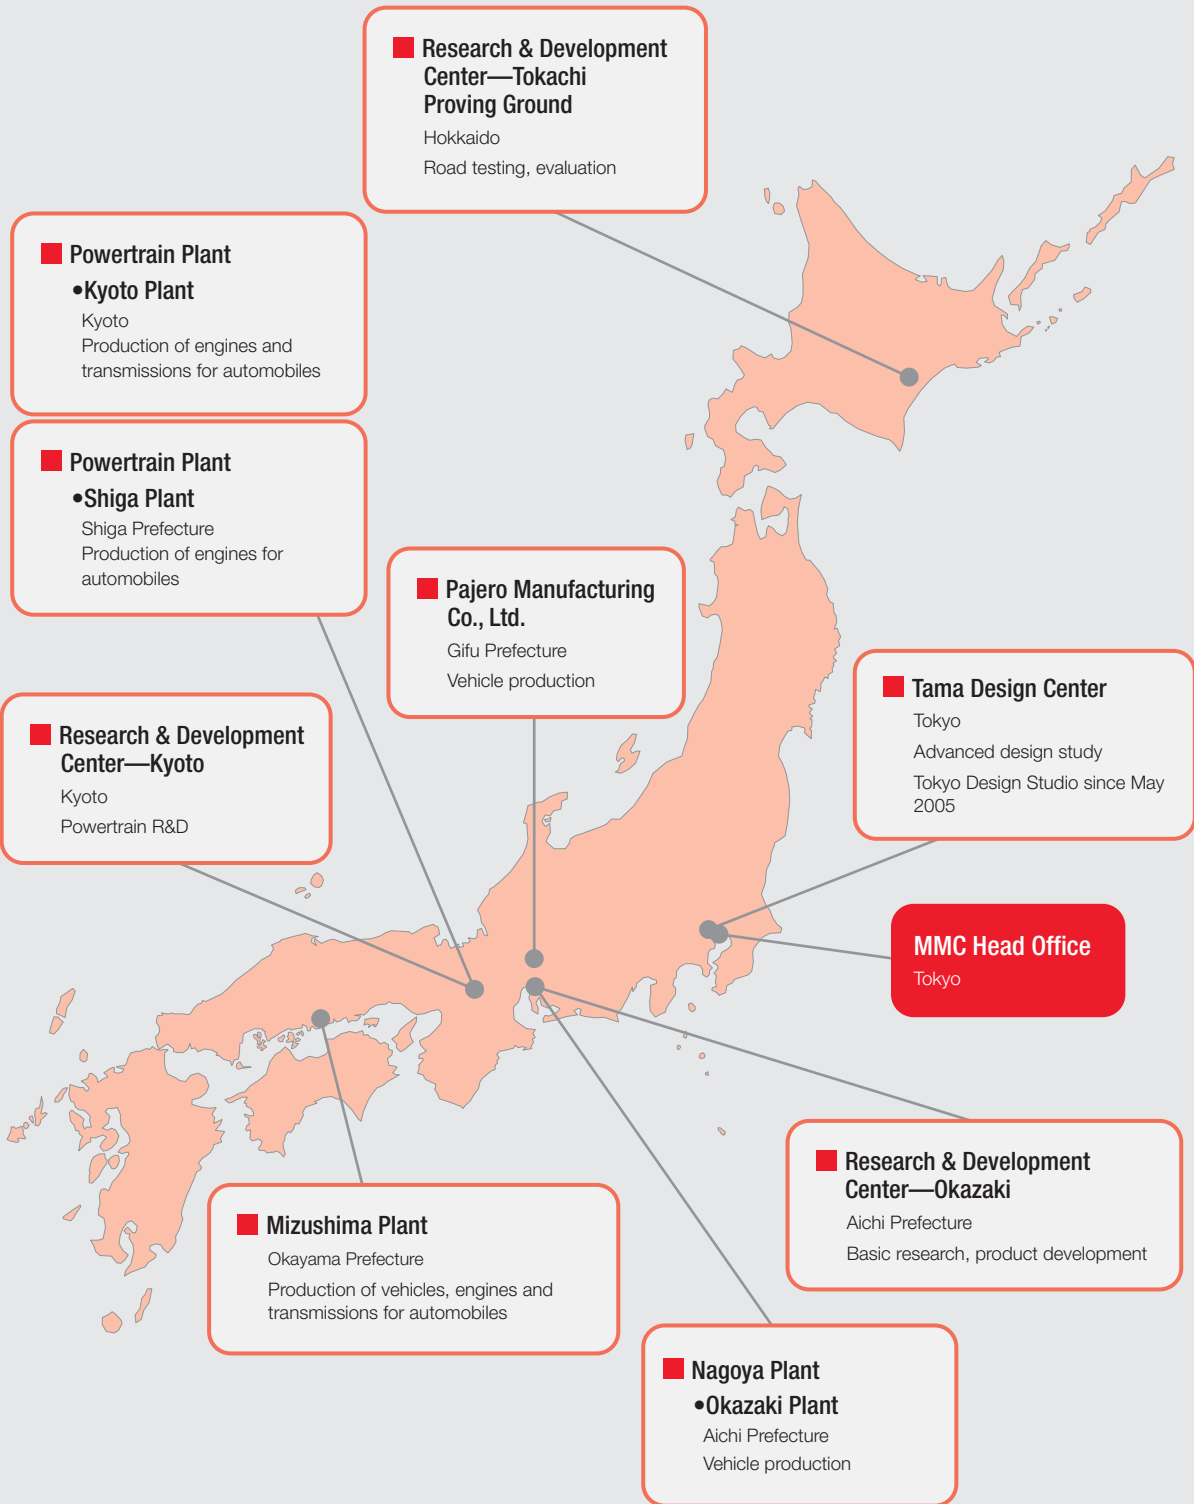 Research & Development
Center—Tokachi
Proving Ground
Hokkaido
Road testing, evaluation
Powertrain Plant
•Kyoto Plant
Kyoto
Production of engines and
transmissions for automobiles
Powertrain Plant
•Shiga Plant
Shiga Prefecture
Production of engines for
automobiles
Pajero Manufacturing
Co., Ltd.
Gifu Prefecture
Vehicle production
Tama Design Center
Tokyo
Advanced design study
Tokyo Design Studio since May
2005
Research & Development
Center—Kyoto
Kyoto
Powertrain R&D
MMC Head Office
Tokyo
Research & Development
Center—Okazaki
Aichi Prefecture
Basic research, product development
Mizushima Plant
Okayama Prefecture
Production of vehicles, engines and
transmissions for automobiles
Nagoya Plant
•Okazaki Plant
Aichi Prefecture
Vehicle production